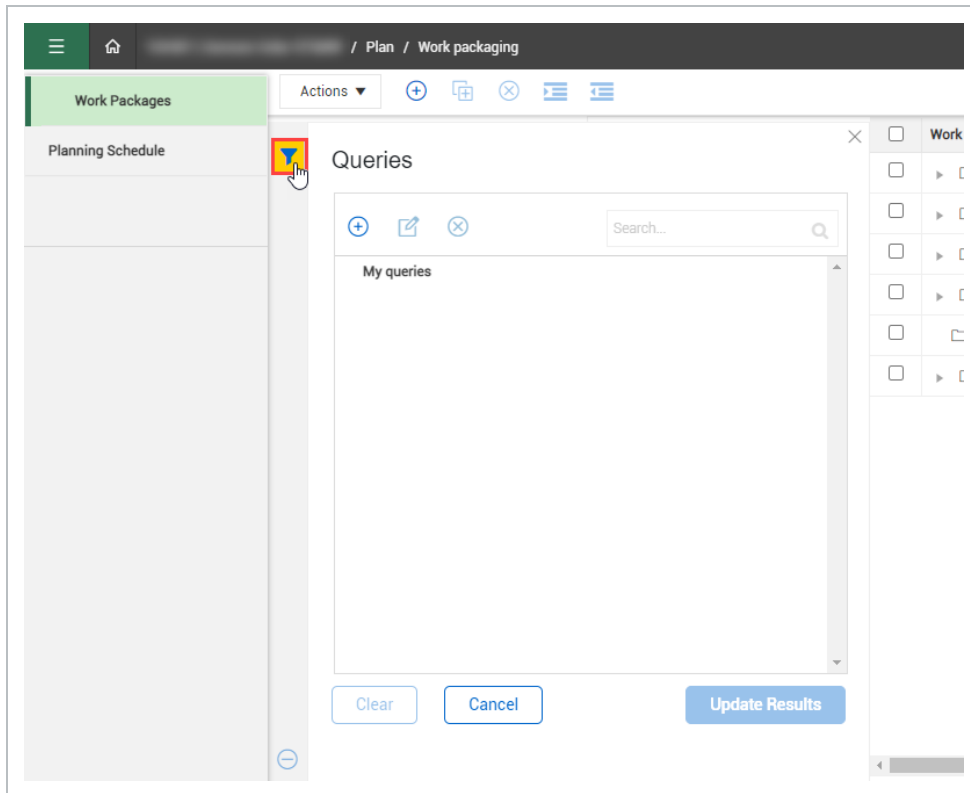 / Plan / Work packaging
Work Packages
Actions
Planning Schedule
Work
Queries
Search...
My queries
Clear
Cancel
Update Results